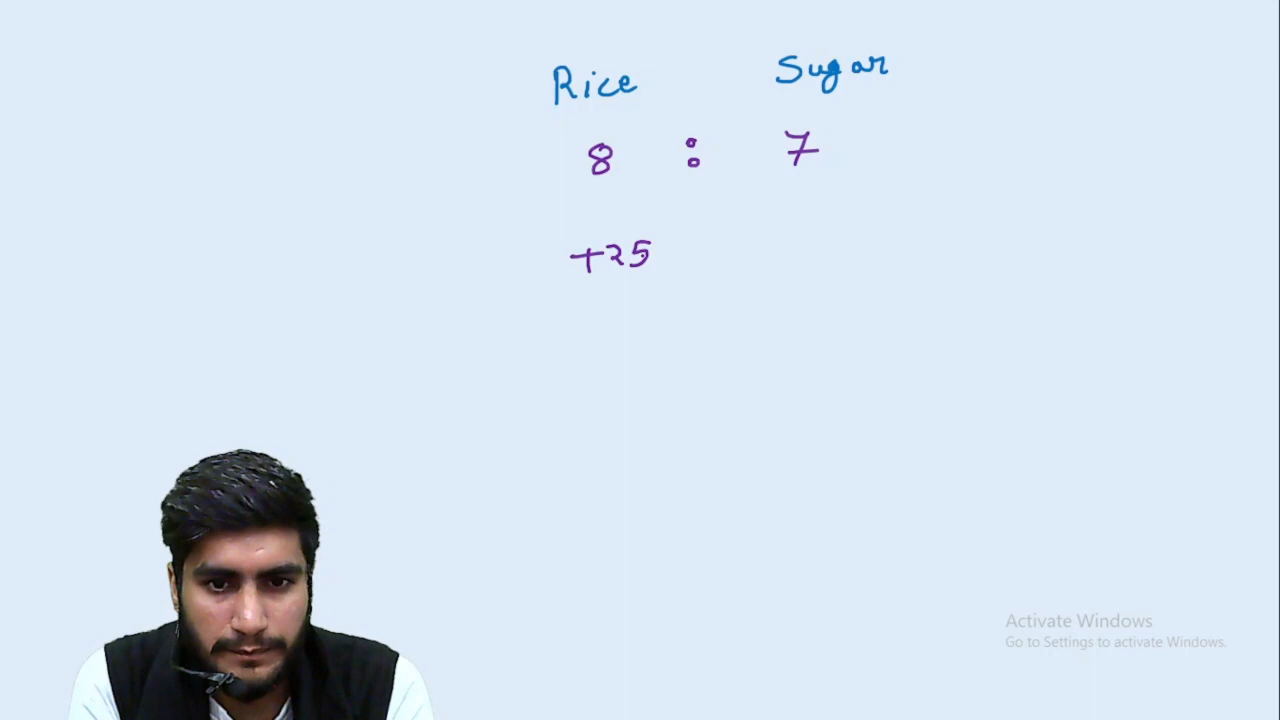 Rice Sugar
8 : 7
+25
Activate Windows
Go to Settings to activate Windows.